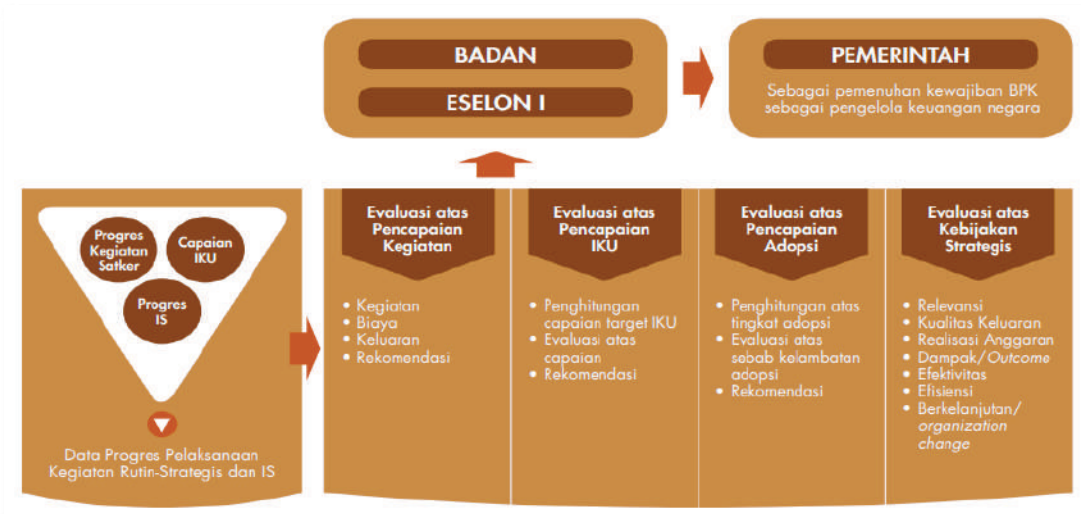 BADAN
ESELON I
PEMERINTAH
Sebagai pemenuhan kewajiban BPK
sebagai pengelola keuangan negara
Progres
Kegiatan
Satker
Capaian
IKU
Progres
IS
Data Progres Pelaksanaan
Kegiatan Rutin-Strategis dan IS
Evaluasi atas
Pencapaian
Kegiatan
• Kegiatan
• Biaya
• Keluaran
• Rekomendasi
Evaluasi atas
Pencapaian
IKU
• Penghitungan
capaian target IKU
• Evaluasi atas
capaian
• Rekomendasi
Evaluasi atas
Pencapaian
Adopsi
• Penghitungan atas
tingkat adopsi
• Evaluasi atas
sebab kelambatan
adopsi
• Rekomendasi
Evaluasi atas
Kebijakan
Strategis
• Relevansi
• Kualitas Keluaran
• Realisasi Anggaran
• Dampak/Outcome
• Efektivitas
• Efisiensi
• Berkelanjutan/
organization
change